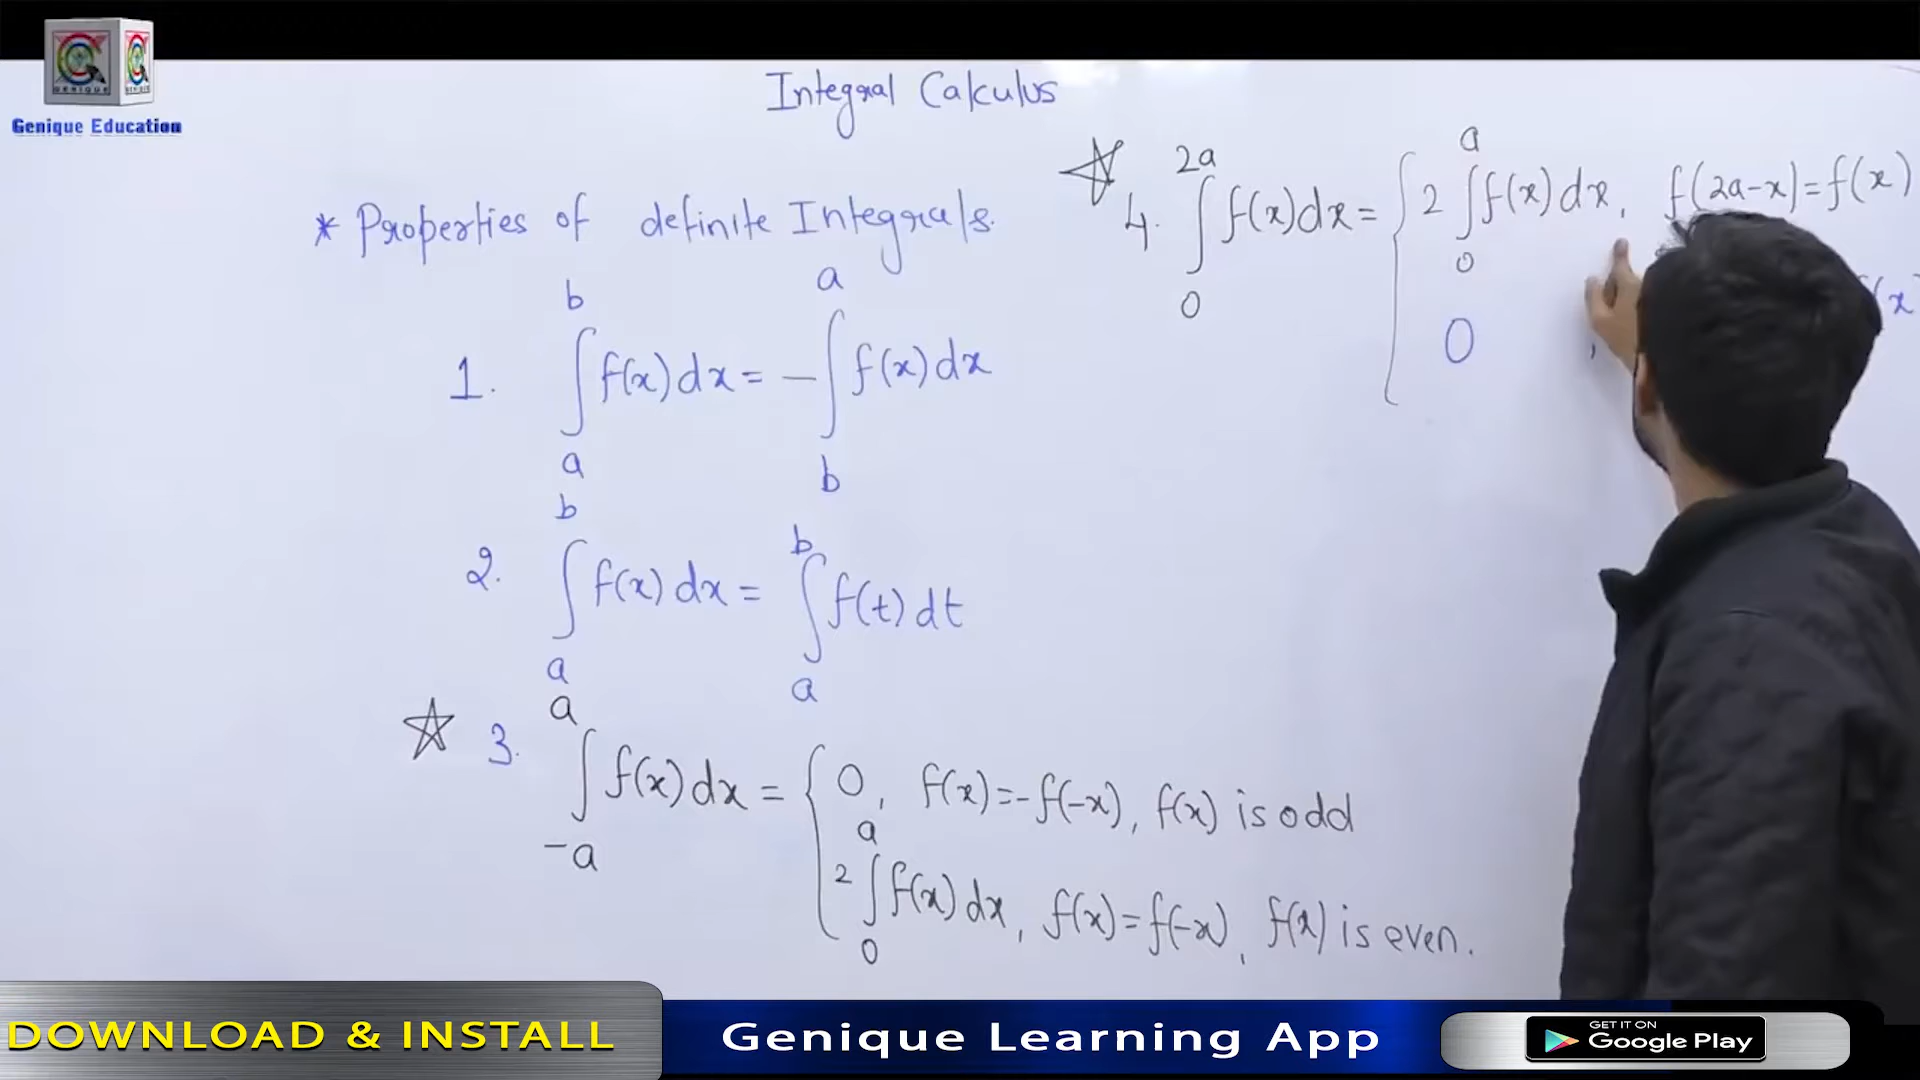 GENIQUE
Genique Education
Integral Calculus
* Properties of definite Integrals.
1. ∫_a^b f(x) dx = - ∫_b^a f(x) dx
2. ∫_a^b f(x) dx = ∫_a^b f(t) dt
☆ 3. ∫_{-a}^a f(x) dx = { 0, f(x) = -f(-x), f(x) is odd
2 ∫_0^a f(x) dx, f(x) = f(-x), f(x) is even.
☆ 4. ∫_0^{2a} f(x) dx = { 2 ∫_0^a f(x) dx, f(2a-x) = f(x)
0 ,
DOWNLOAD & INSTALL
Genique Learning App
GET IT ON
Google Play